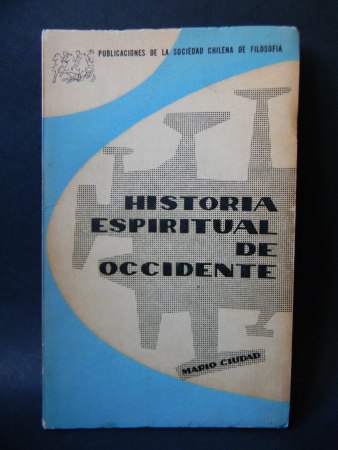 PUBLICACIONES DE LA SOCIEDAD CHILENA DE FILOSOFIA
HISTORIA
ESPIRITUAL
DE
OCCIDENTE
MARIO CIUDAD